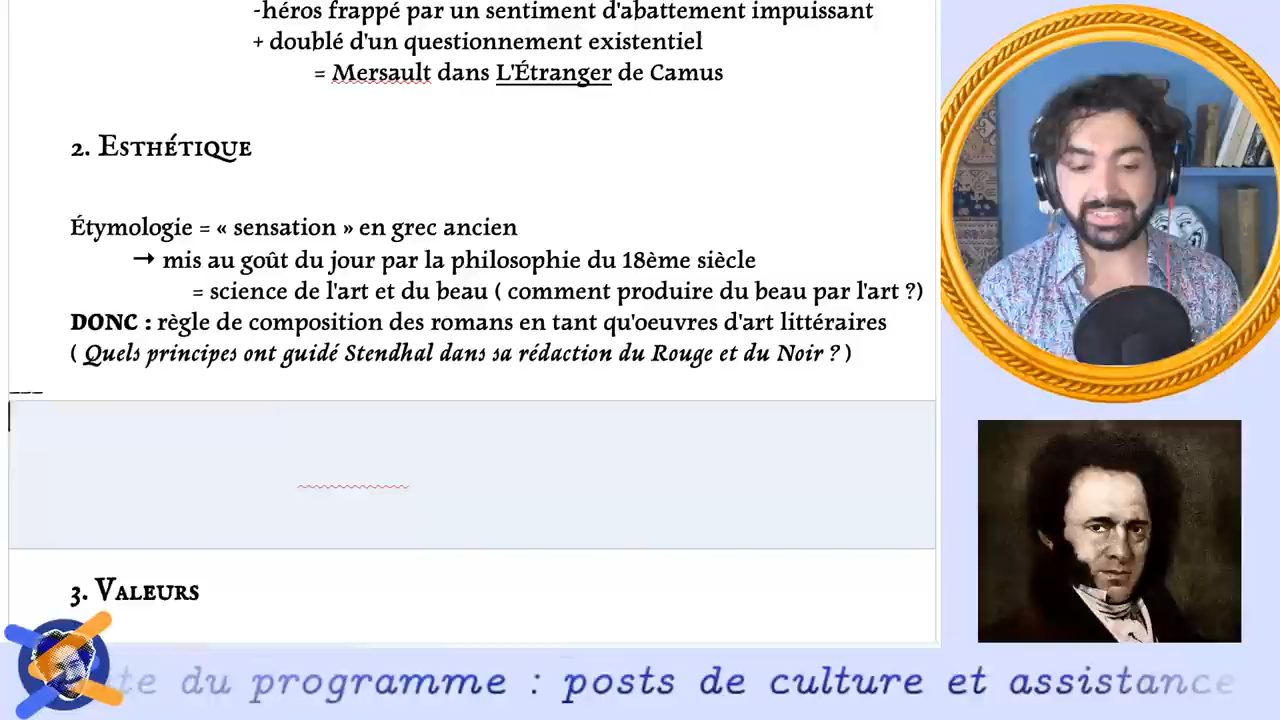 -héros frappé par un sentiment d'abattement impuissant
+ doublé d'un questionnement existentiel
= Mersault dans L'Étranger de Camus
2. Esthétique
Étymologie = « sensation » en grec ancien
→ mis au goût du jour par la philosophie du 18ème siècle
= science de l'art et du beau ( comment produire du beau par l'art ?)
DONC : règle de composition des romans en tant qu'oeuvres d'art littéraires
( Quels principes ont guidé Stendhal dans sa rédaction du Rouge et du Noir ? )
3. Valeurs
te du programme : posts de culture et assistance